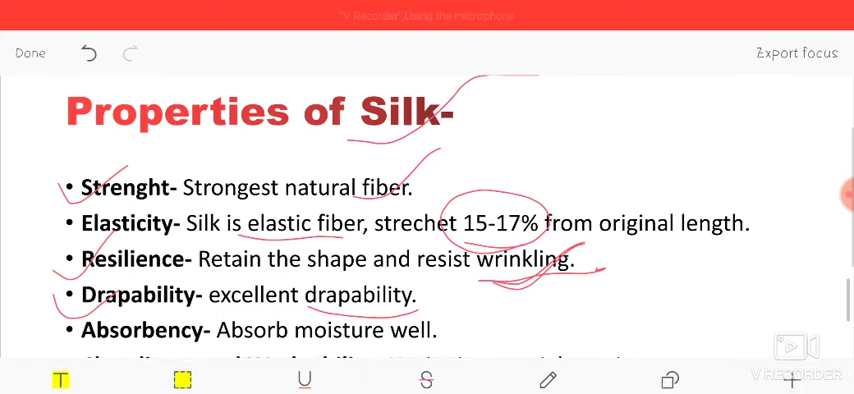 "V Recorder",Using the microphone
Done
Export focus
Properties of Silk-
• Strenght- Strongest natural fiber.
• Elasticity- Silk is elastic fiber, strechet 15-17% from original length.
• Resilience- Retain the shape and resist wrinkling.
• Drapability- excellent drapability.
• Absorbency- Absorb moisture well.
T U S
V RECORDER